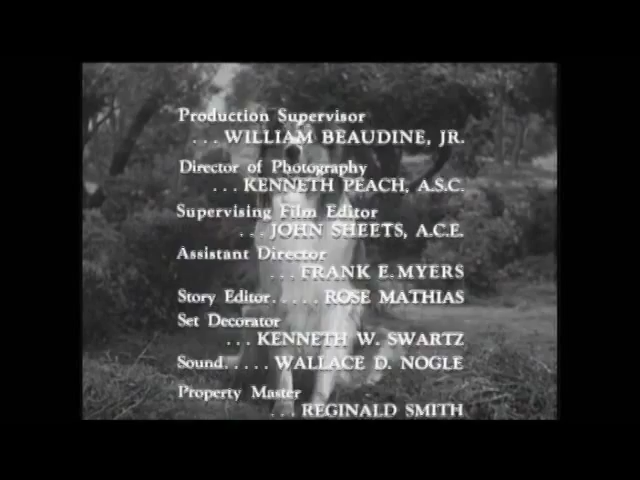 Production Supervisor
...WILLIAM BEAUDINE, JR.
Director of Photography
...KENNETH PEACH, A.S.C.
Supervising Film Editor
...JOHN SHEETS, A.C.E.
Assistant Director
...FRANK E. MYERS
Story Editor.....ROSE MATHIAS
Set Decorator
...KENNETH W. SWARTZ
Sound.....WALLACE D. NOGLE
Property Master
...REGINALD SMITH